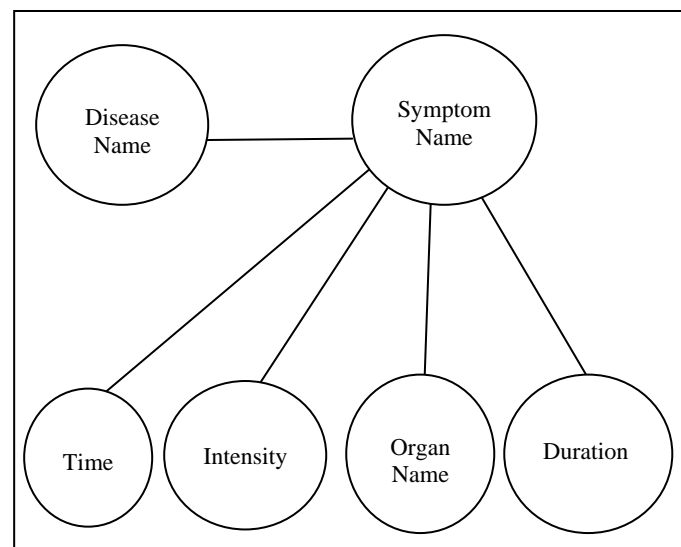 Disease
Name
Symptom
Name
Time
Intensity
Organ
Name
Duration